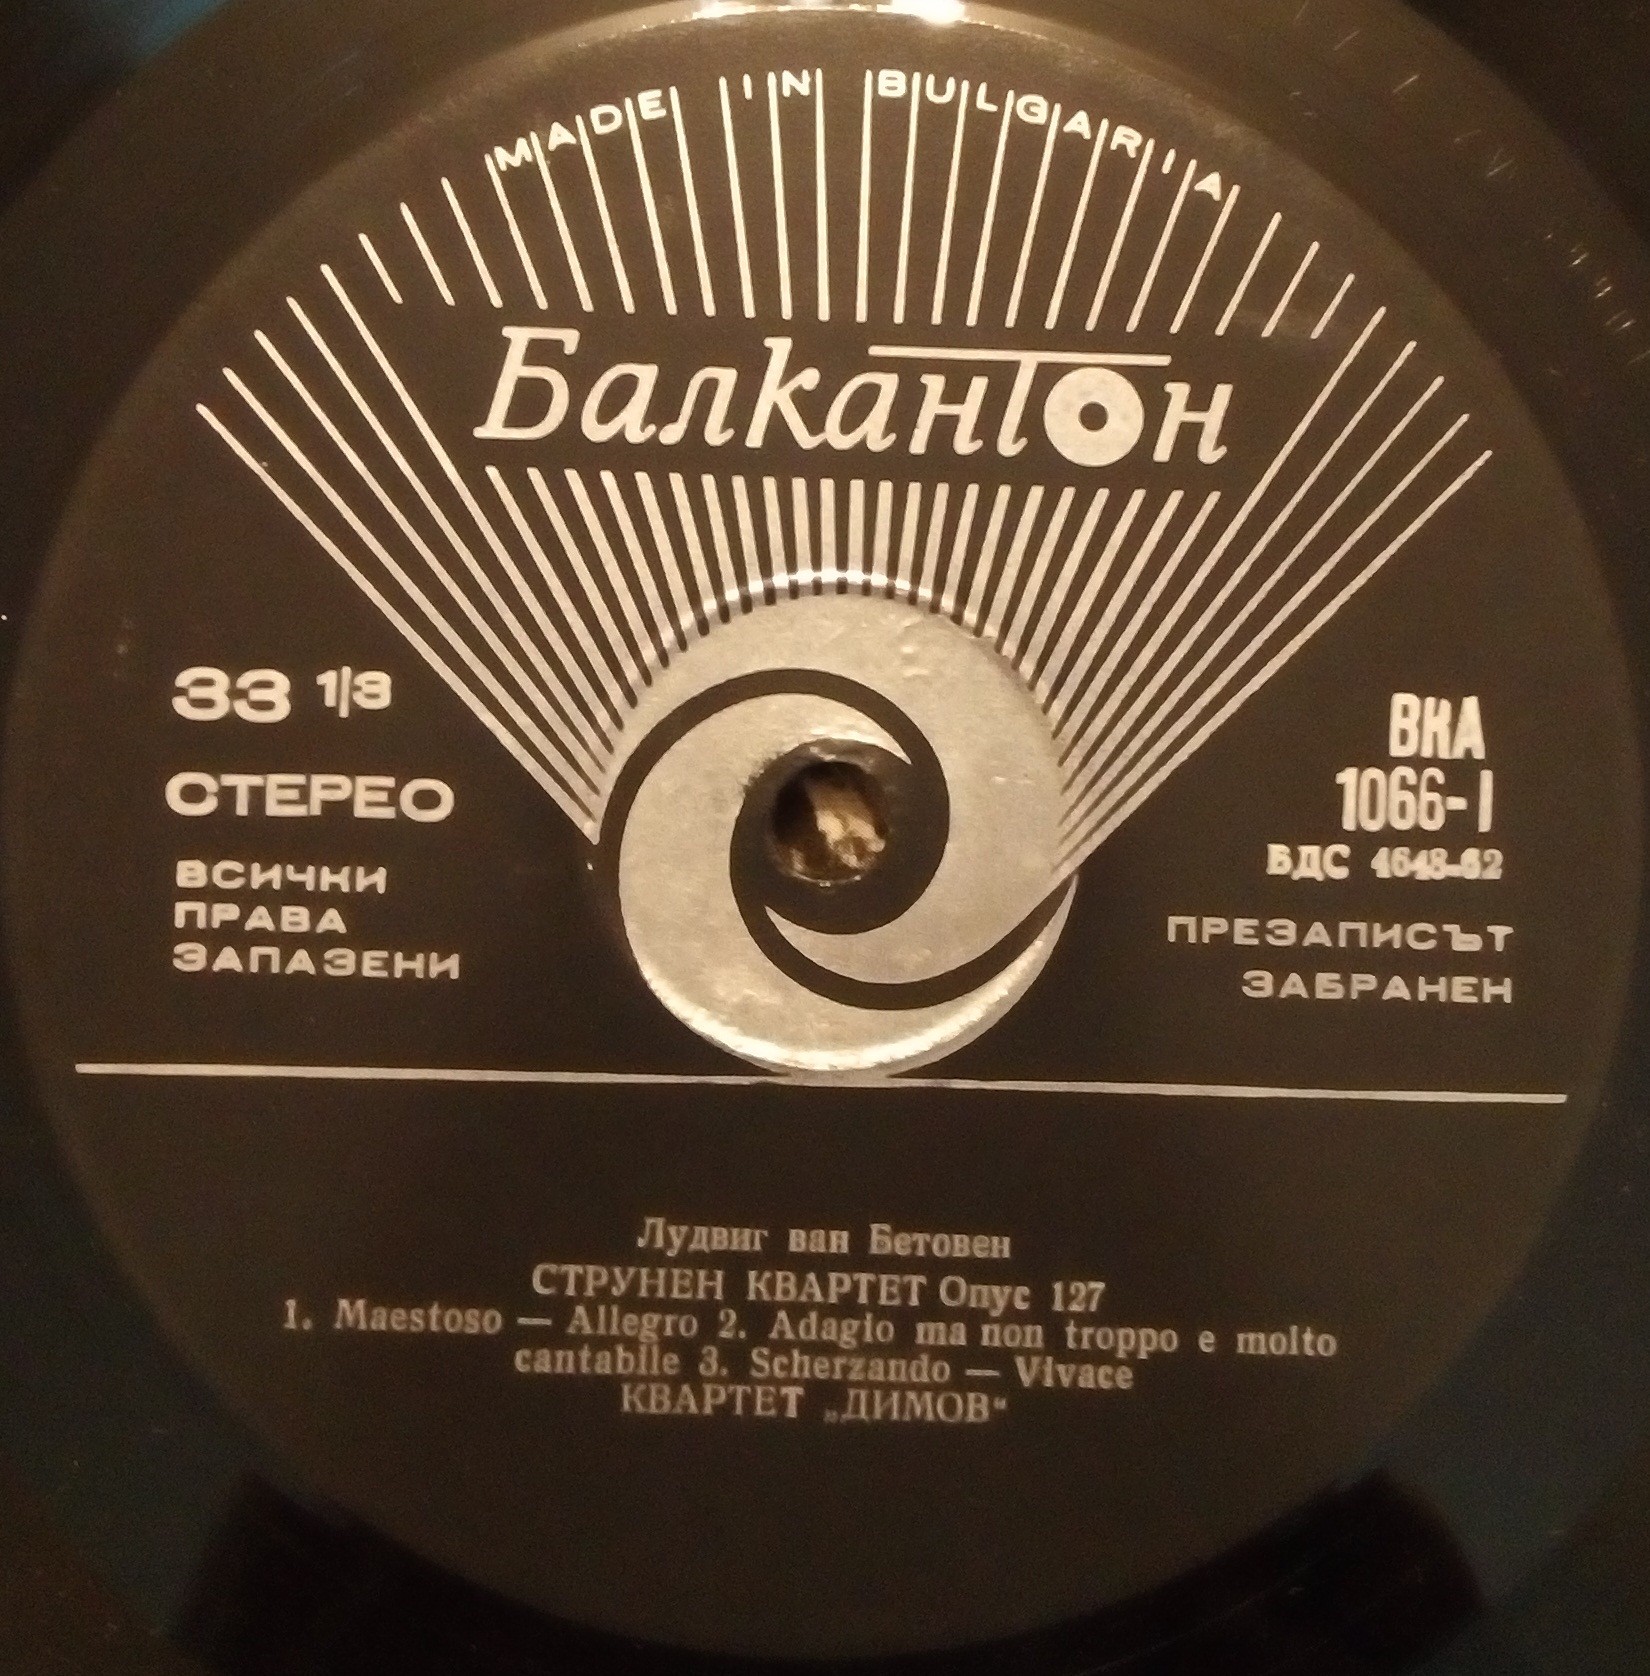 MADE IN BULGARIA
Балкантон
33 1/3
СТЕРЕО
ВСИЧКИ
ПРАВА
ЗАПАЗЕНИ
ВКА
1066-I
БДС 4648-62
ПРЕЗАПИСЪТ
ЗАБРАНЕН
Лудвиг ван Бетовен
СТРУНЕН КВАРТЕТ Опус 127
1. Maestoso — Allegro 2. Adagio ma non troppo e molto
cantabile 3. Scherzando — Vivace
КВАРТЕТ „ДИМОВ“